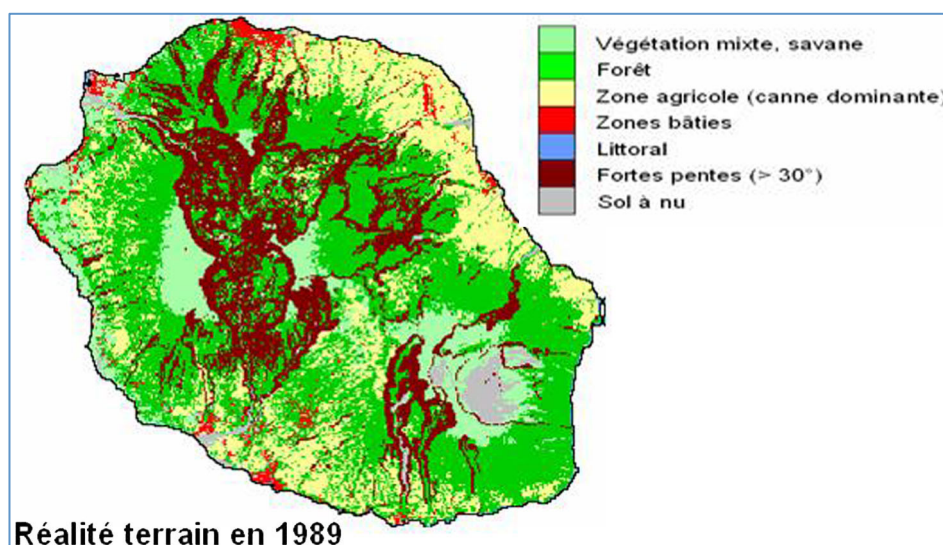 Végétation mixte, savane
Forêt
Zone agricole (canne dominante)
Zones bâties
Littoral
Fortes pentes (> 30°)
Sol à nu
Réalité terrain en 1989